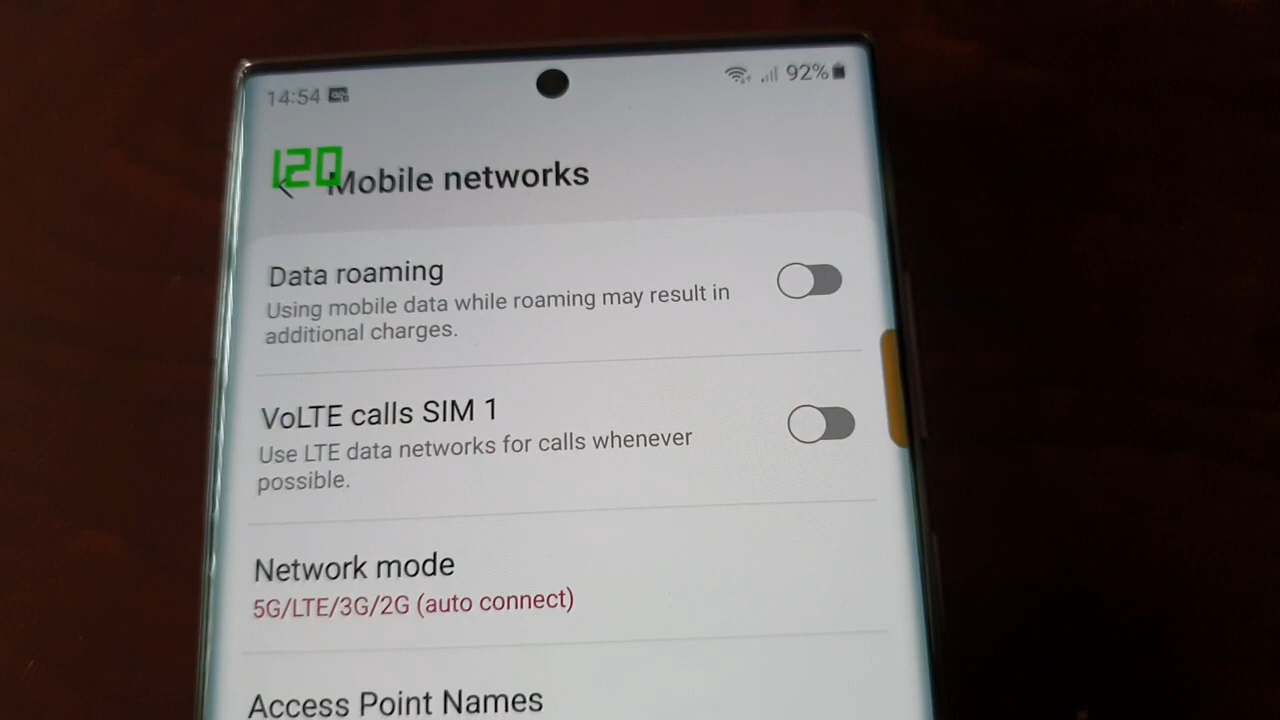 14:54
92%
120
Mobile networks
Data roaming
Using mobile data while roaming may result in
additional charges.
VoLTE calls SIM 1
Use LTE data networks for calls whenever
possible.
Network mode
5G/LTE/3G/2G (auto connect)
Access Point Names